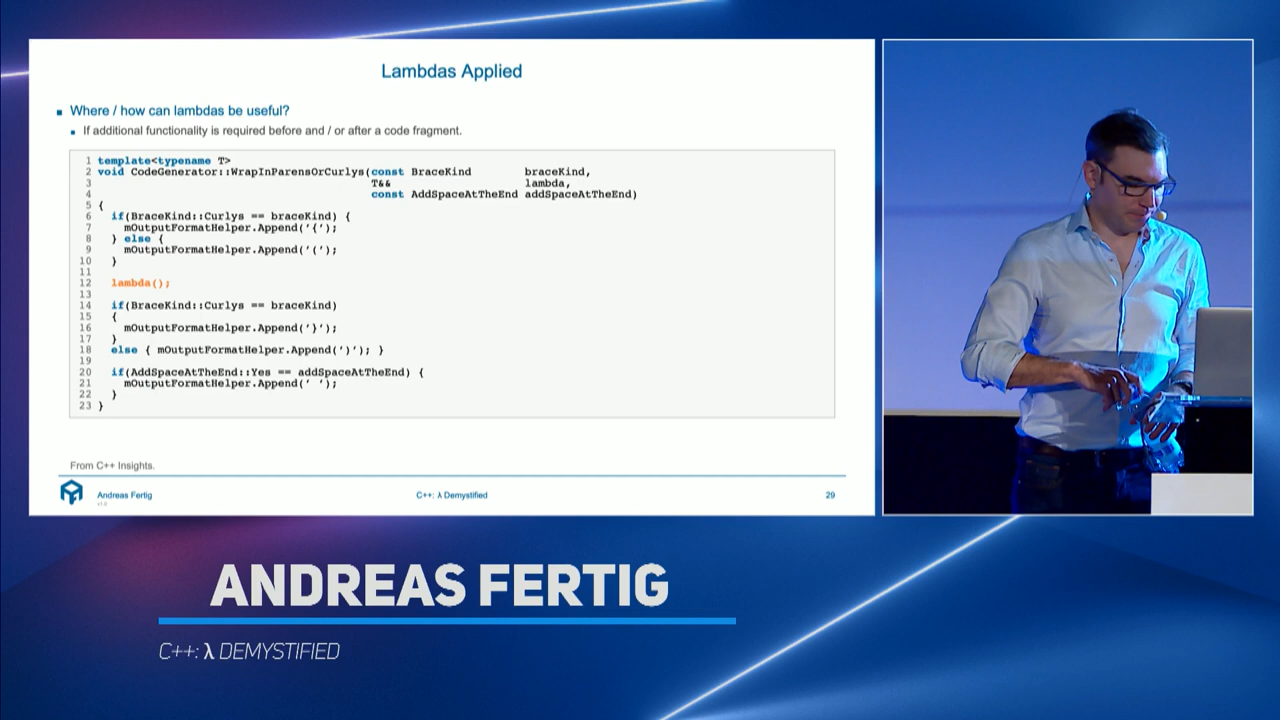 Lambdas Applied
Where / how can lambdas be useful?
If additional functionality is required before and / or after a code fragment.
1 template<typename T>
2 void CodeGenerator::WrapInParensOrCurlys(const BraceKind braceKind,
3 T&& lambda,
4 const AddSpaceAtTheEnd addSpaceAtTheEnd)
5 {
6 if(BraceKind::Curlys == braceKind) {
7 mOutputFormatHelper.Append('{');
8 } else {
9 mOutputFormatHelper.Append('(');
10 }
11
12 lambda();
13
14 if(BraceKind::Curlys == braceKind)
15 {
16 mOutputFormatHelper.Append('}');
17 }
18 else { mOutputFormatHelper.Append(')'); }
19
20 if(AddSpaceAtTheEnd::Yes == addSpaceAtTheEnd) {
21 mOutputFormatHelper.Append(' ');
22 }
23 }
From C++ Insights.
Andreas Fertig
v1.0
C++: λ Demystified
29
ANDREAS FERTIG
C++: λ DEMYSTIFIED